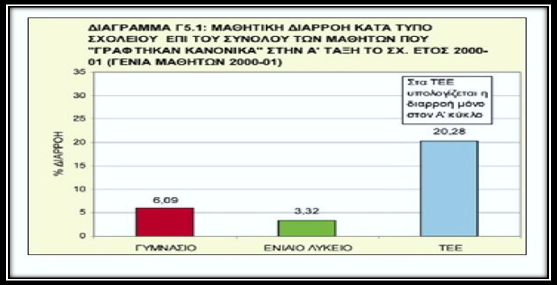 ΔΙΑΓΡΑΜΜΑ Γ5.1: ΜΑΘΗΤΙΚΗ ΔΙΑΡΡΟΗ ΚΑΤΑ ΤΥΠΟ
ΣΧΟΛΕΙΟΥ ΕΠΙ ΤΟΥ ΣΥΝΟΛΟΥ ΤΩΝ ΜΑΘΗΤΩΝ ΠΟΥ
"ΓΡΑΦΤΗΚΑΝ ΚΑΝΟΝΙΚΑ" ΣΤΗΝ Α' ΤΑΞΗ ΤΟ ΣΧ. ΕΤΟΣ 2000-
01 (ΓΕΝΙΑ ΜΑΘΗΤΩΝ 2000-01)
% ΔΙΑΡΡΟΗ
35
30
25
20
15
10
5
0
Στα ΤΕΕ
υπολογίζεται η
διαρροή μόνο
στον Α' κύκλο
6,09
3,32
20,28
ΓΥΜΝΑΣΙΟ
ΕΝΙΑΙΟ ΛΥΚΕΙΟ
ΤΕΕ